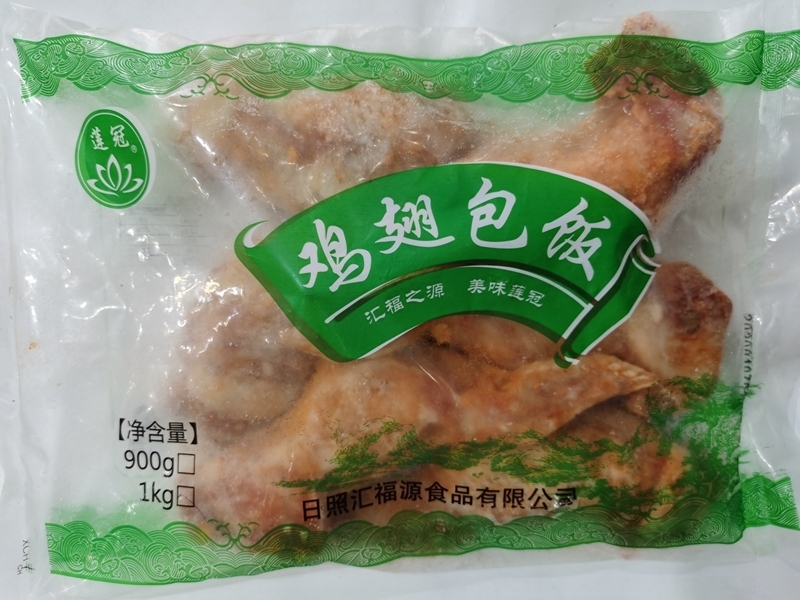 莲冠®
鸡翅包饭
汇福之源 美味莲冠
【净含量】
900g□
1kg☑
日照汇福源食品有限公司